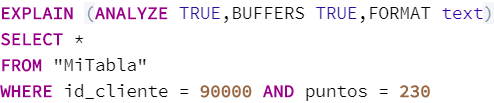 EXPLAIN (ANALYZE TRUE,BUFFERS TRUE,FORMAT text)
SELECT *
FROM "MiTabla"
WHERE id_cliente = 90000 AND puntos = 230